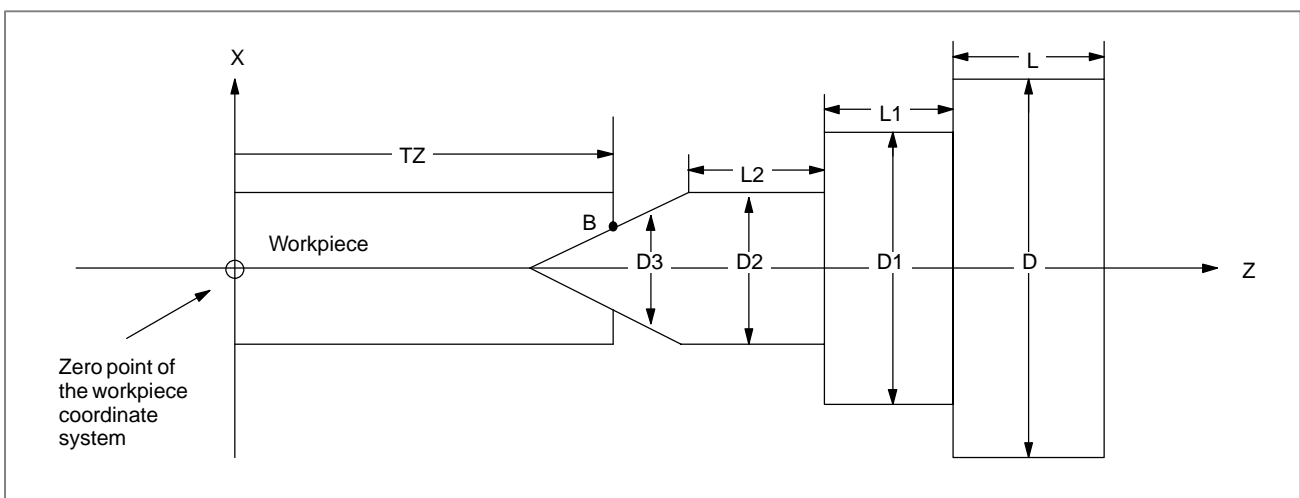 X
L
L1
TZ
L2
B
Workpiece
D3
D2
D1
D
Z
Zero point of
the workpiece
coordinate
system